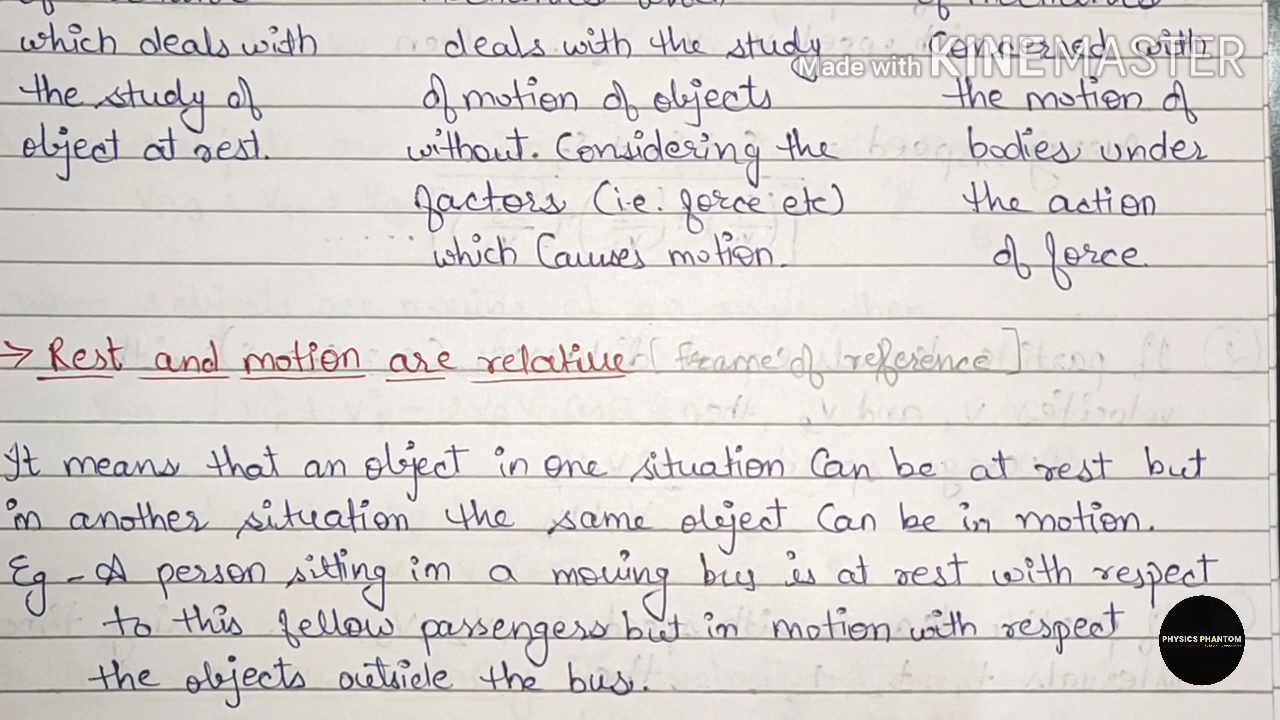 which deals with
the study of
object at rest.
deals with the study
of motion of objects
without. Considering the
factors (i.e. force etc)
which Causes motion.
Concerned with
the motion of
bodies under
the action
of force.
Made with KINEMASTER
→ Rest and motion are relative [frame of reference]
It means that an object in one situation Can be at rest but
in another situation the same object Can be in motion.
Eg - A person sitting in a moving bus is at rest with respect
to this fellow passengers but in motion with respect
the objects outside the bus.
PHYSICS PHANTOM